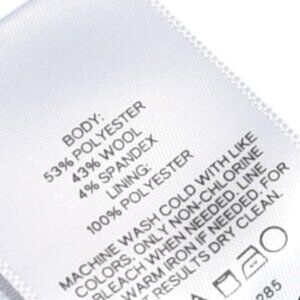 BODY:
53% POLYESTER
43% WOOL
4% SPANDEX
LINING:
100% POLYESTER
MACHINE WASH COLD WITH LIKE
COLORS. ONLY NON-CHLORINE
BLEACH WHEN NEEDED. LINE
WARM IRON IF NEEDED. FOR
RESULTS DRY CLEAN.
285